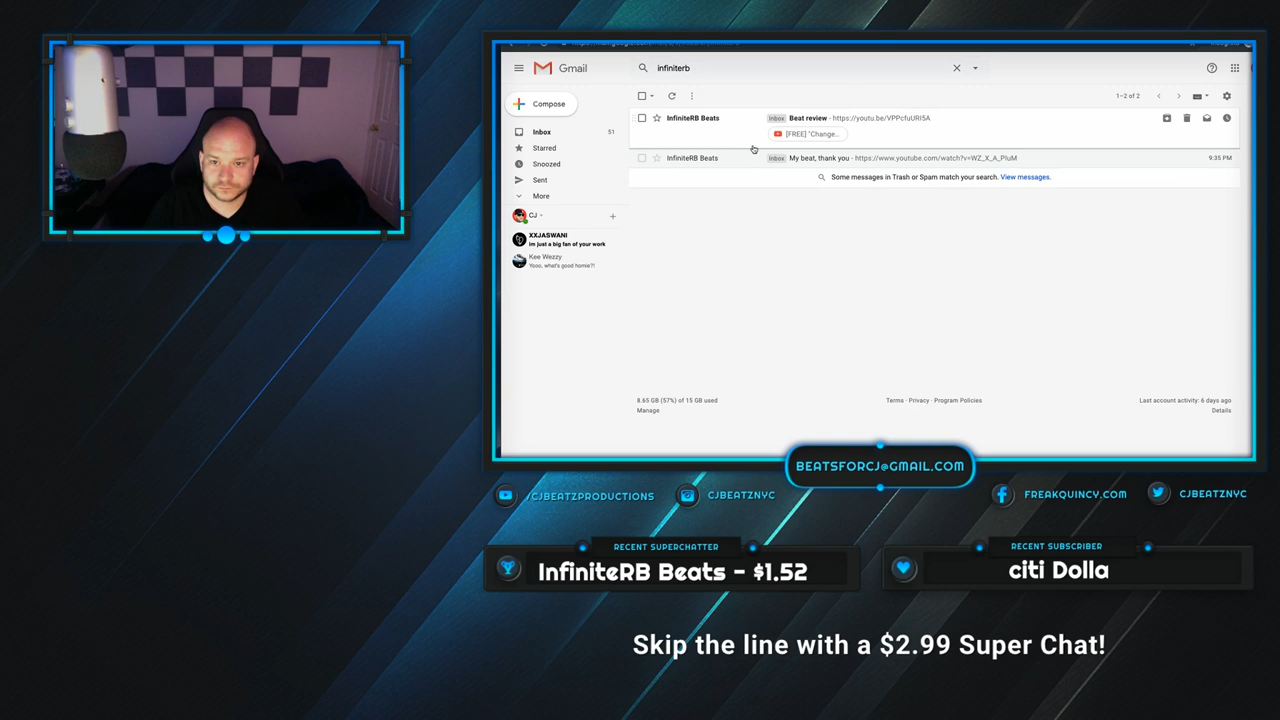 Gmail
infiniterb
Compose
1–2 of 2
Inbox 51
Starred
Snoozed
Sent
More
CJ
XXJASWANI
Im just a big fan of your work
Kee Wezzy
Yooo, what's good homie?!
InfiniteRB Beats Inbox Beat review - https://youtu.be/VPPcfuURI5A
[FREE] "Change...
InfiniteRB Beats Inbox My beat, thank you - https://www.youtube.com/watch?v=WZ_X_A_PIuM 9:35 PM
Some messages in Trash or Spam match your search. View messages.
8.65 GB (57%) of 15 GB used
Manage
Terms · Privacy · Program Policies
Last account activity: 6 days ago
Details
BEATSFORCJ@GMAIL.COM
/CJBEATZPRODUCTIONS
CJBEATZNYC
FREAKQUINCY.COM
CJBEATZNYC
RECENT SUPERCHATTER
InfiniteRB Beats - $1.52
RECENT SUBSCRIBER
citi Dolla
Skip the line with a $2.99 Super Chat!